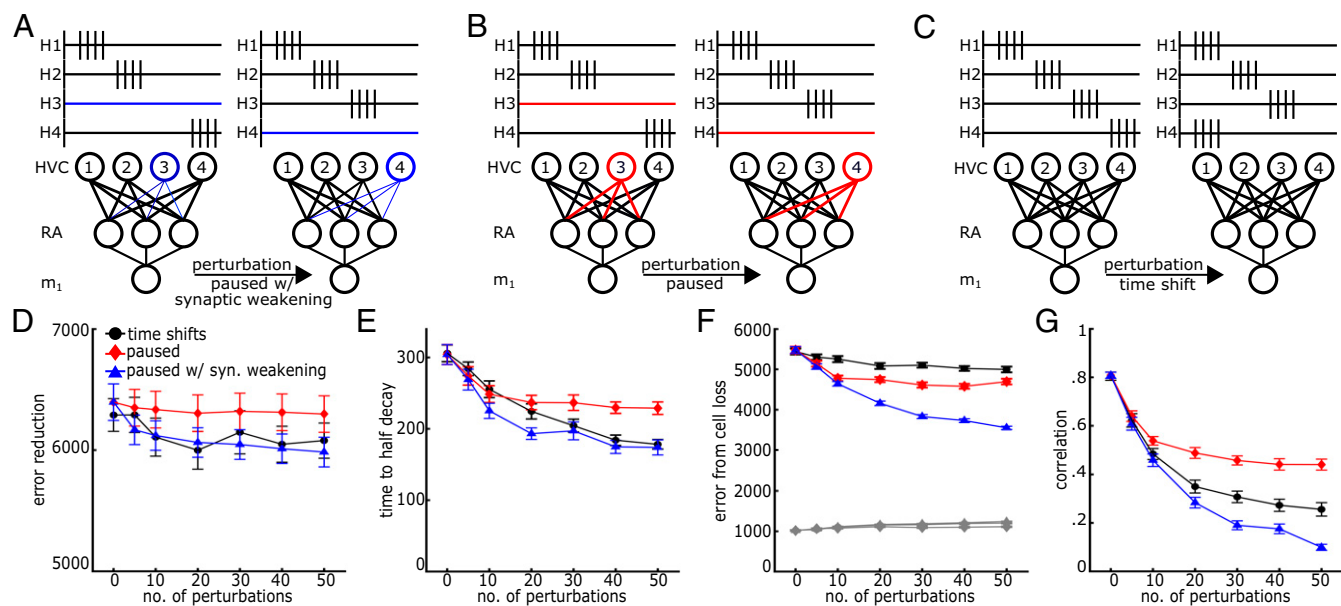 A
H1
H2
H3
H4
H1
H2
H3
H4
HVC
1 2 3 4
1 2 3 4
RA
m1
perturbation
paused w/
synaptic weakening
B
H1
H2
H3
H4
H1
H2
H3
H4
HVC
1 2 3 4
1 2 3 4
RA
m1
perturbation
paused
C
H1
H2
H3
H4
H1
H2
H3
H4
HVC
1 2 3 4
1 2 3 4
RA
m1
perturbation
time shift
D
error reduction
7000
6000
5000
time shifts
paused
paused w/ syn. weakening
0 10 20 30 40 50
no. of perturbations
E
time to half decay
300
200
100
0
0 10 20 30 40 50
no. of perturbations
F
error from cell loss
6000
5000
4000
3000
2000
1000
0
0 10 20 30 40 50
no. of perturbations
G
correlation
1
.8
.6
.4
.2
0
0 10 20 30 40 50
no. of perturbations